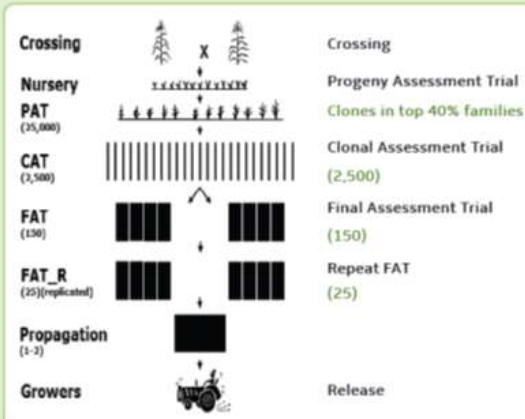 Crossing
X
Crossing
Nursery
Progeny Assessment Trial
PAT
(35,000)
Clones in top 40% families
CAT
(2,500)
Clonal Assessment Trial
(2,500)
FAT
(150)
Final Assessment Trial
(150)
FAT_R
(25)(replicated)
Repeat FAT
(25)
Propagation
(1-2)
Growers
Release